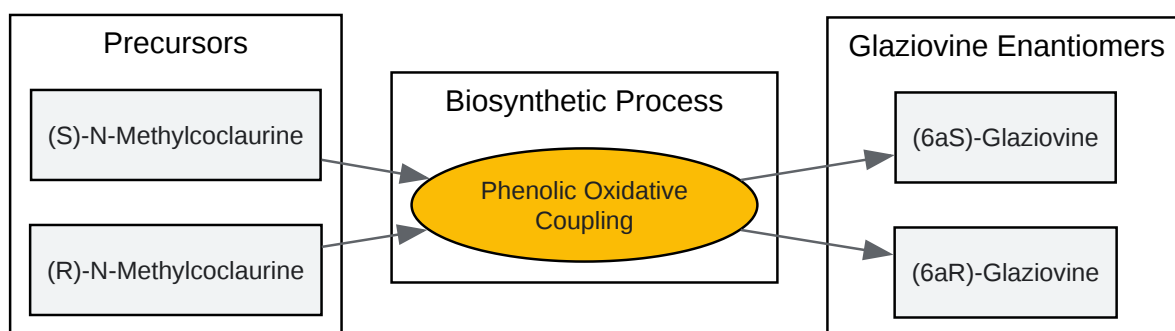 Precursors
(S)-N-Methylcoclaurine
(R)-N-Methylcoclaurine
Biosynthetic Process
Phenolic Oxidative
Coupling
Glaziovine Enantiomers
(6aS)-Glaziovine
(6aR)-Glaziovine